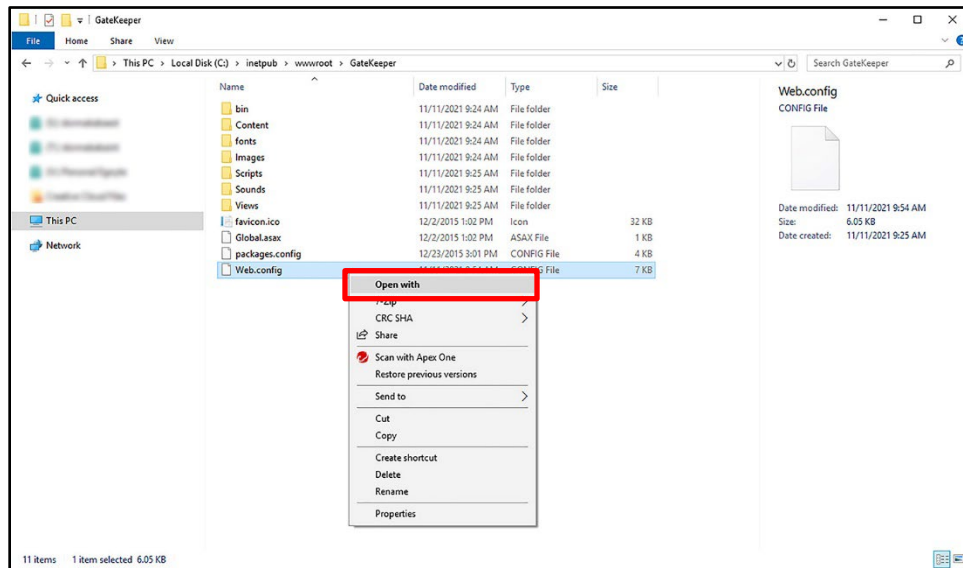 GateKeeper
File Home Share View
This PC > Local Disk (C:) > inetpub > wwwroot > GateKeeper
Search GateKeeper
Name Date modified Type Size
Quick access
This PC
Network
bin 11/11/2021 9:24 AM File folder
Content 11/11/2021 9:24 AM File folder
fonts 11/11/2021 9:24 AM File folder
Images 11/11/2021 9:24 AM File folder
Scripts 11/11/2021 9:25 AM File folder
Sounds 11/11/2021 9:25 AM File folder
Views 11/11/2021 9:25 AM File folder
favicon.ico 12/2/2015 1:02 PM Icon 32 KB
Global.asax 12/2/2015 1:02 PM ASAX File 1 KB
packages.config 12/23/2015 3:01 PM CONFIG File 4 KB
Web.config 11/11/2021 9:54 AM CONFIG File 7 KB
Open with
7-Zip
CRC SHA
Share
Scan with Apex One
Restore previous versions
Send to
Cut
Copy
Create shortcut
Delete
Rename
Properties
Web.config
CONFIG File
Date modified: 11/11/2021 9:54 AM
Size: 6.05 KB
Date created: 11/11/2021 9:25 AM
11 items 1 item selected 6.05 KB